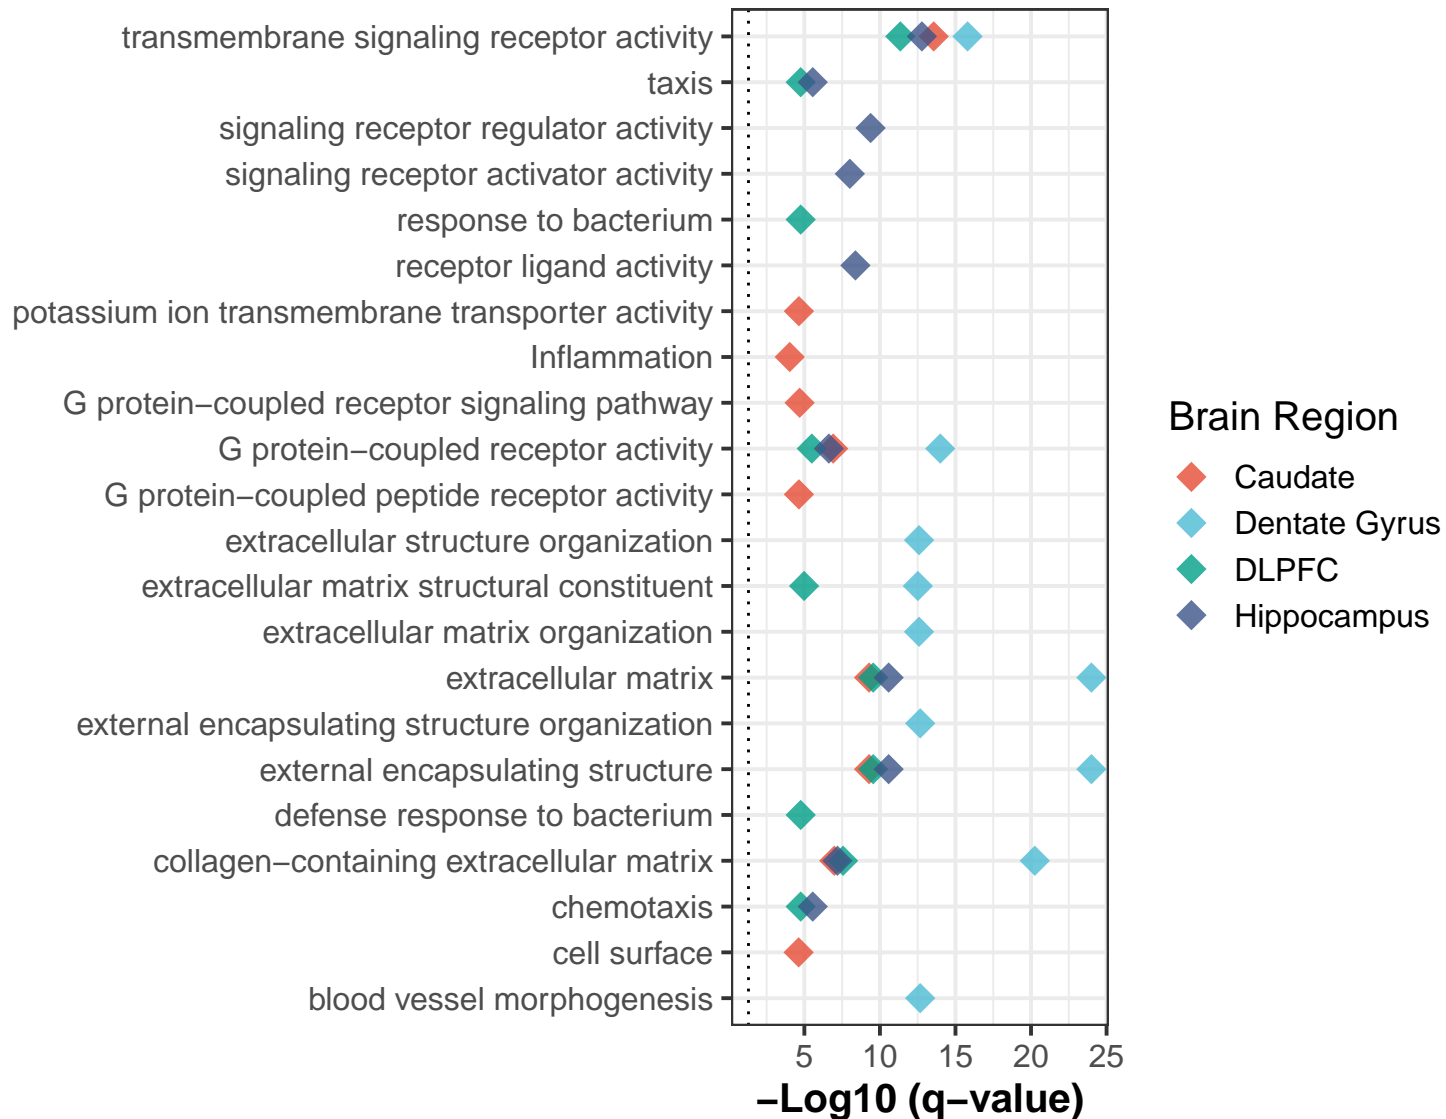 transmembrane signaling receptor activity
taxis
signaling receptor regulator activity
signaling receptor activator activity
response to bacterium
receptor ligand activity
potassium ion transmembrane transporter activity
Inflammation
G protein−coupled receptor signaling pathway
G protein−coupled receptor activity
G protein−coupled peptide receptor activity
extracellular structure organization
extracellular matrix structural constituent
extracellular matrix organization
extracellular matrix
external encapsulating structure organization
external encapsulating structure
defense response to bacterium
collagen−containing extracellular matrix
chemotaxis
cell surface
blood vessel morphogenesis
5 10 15 20 25
−Log10 (q−value)
Brain Region
Caudate
Dentate Gyrus
DLPFC
Hippocampus